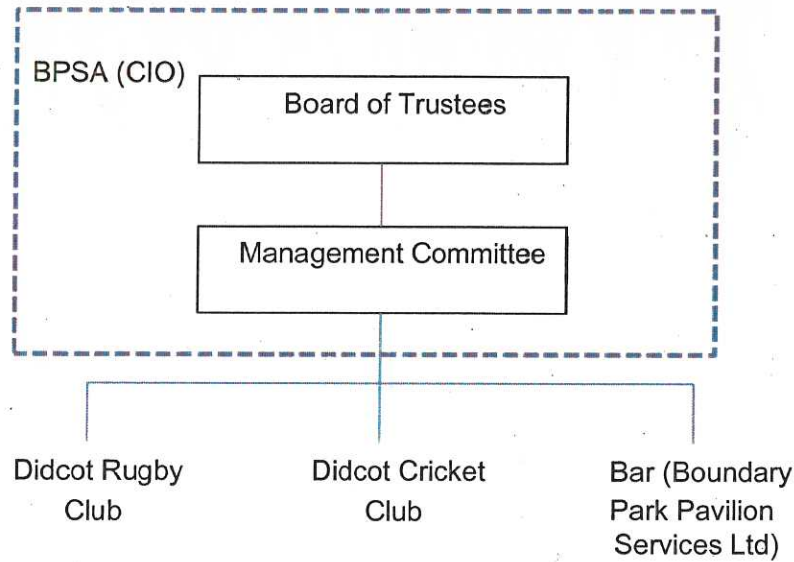 BPSA (CIO)
Board of Trustees
Management Committee
Didcot Rugby
Club
Didcot Cricket
Club
Bar (Boundary
Park Pavilion
Services Ltd)